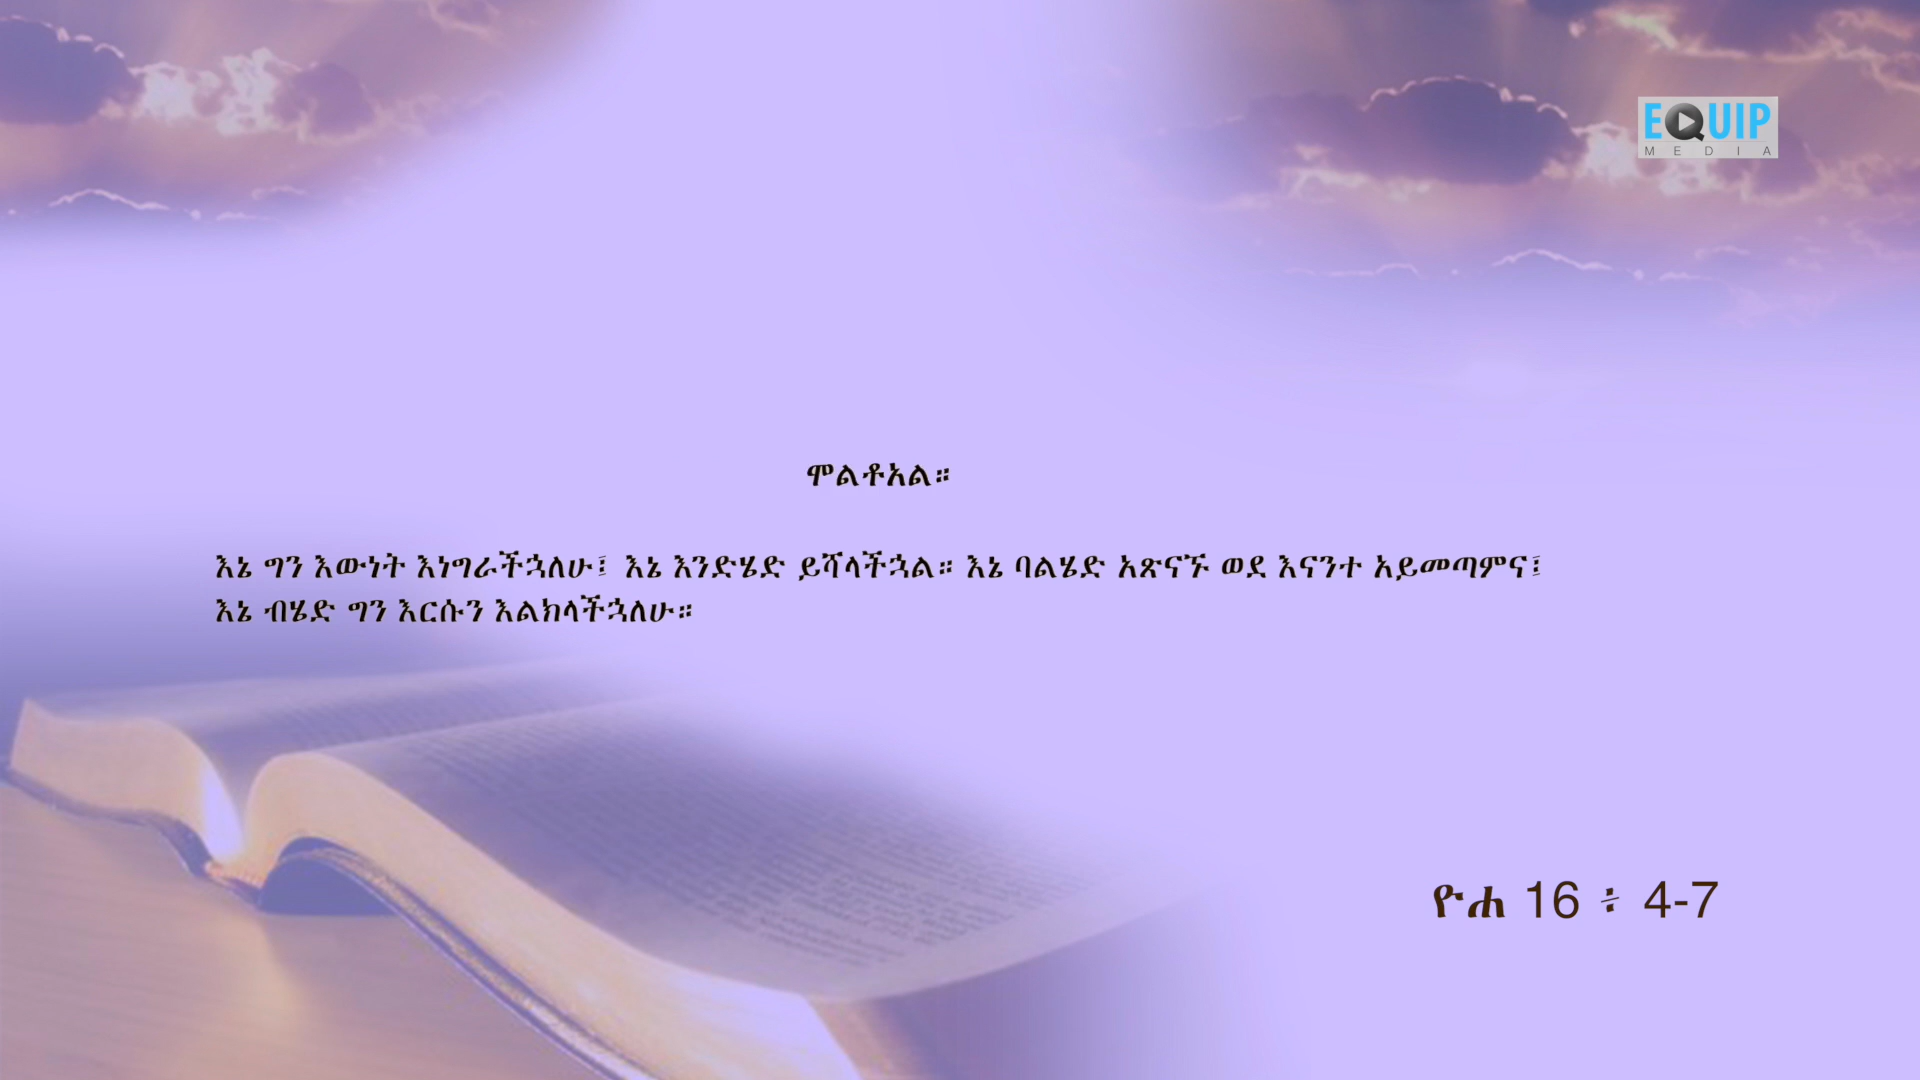 EQUIP
MEDIA
ሞልቶአል።
እኔ ግን እውነት እነግራችኋለሁ፤ እኔ እንድሄድ ይሻላችኋል። እኔ ባልሄድ አጽናኙ ወደ እናንተ አይመጣምና፤
እኔ ብሄድ ግን እርሱን እልክላችኋለሁ።
ዮሐ 16 ፥ 4-7